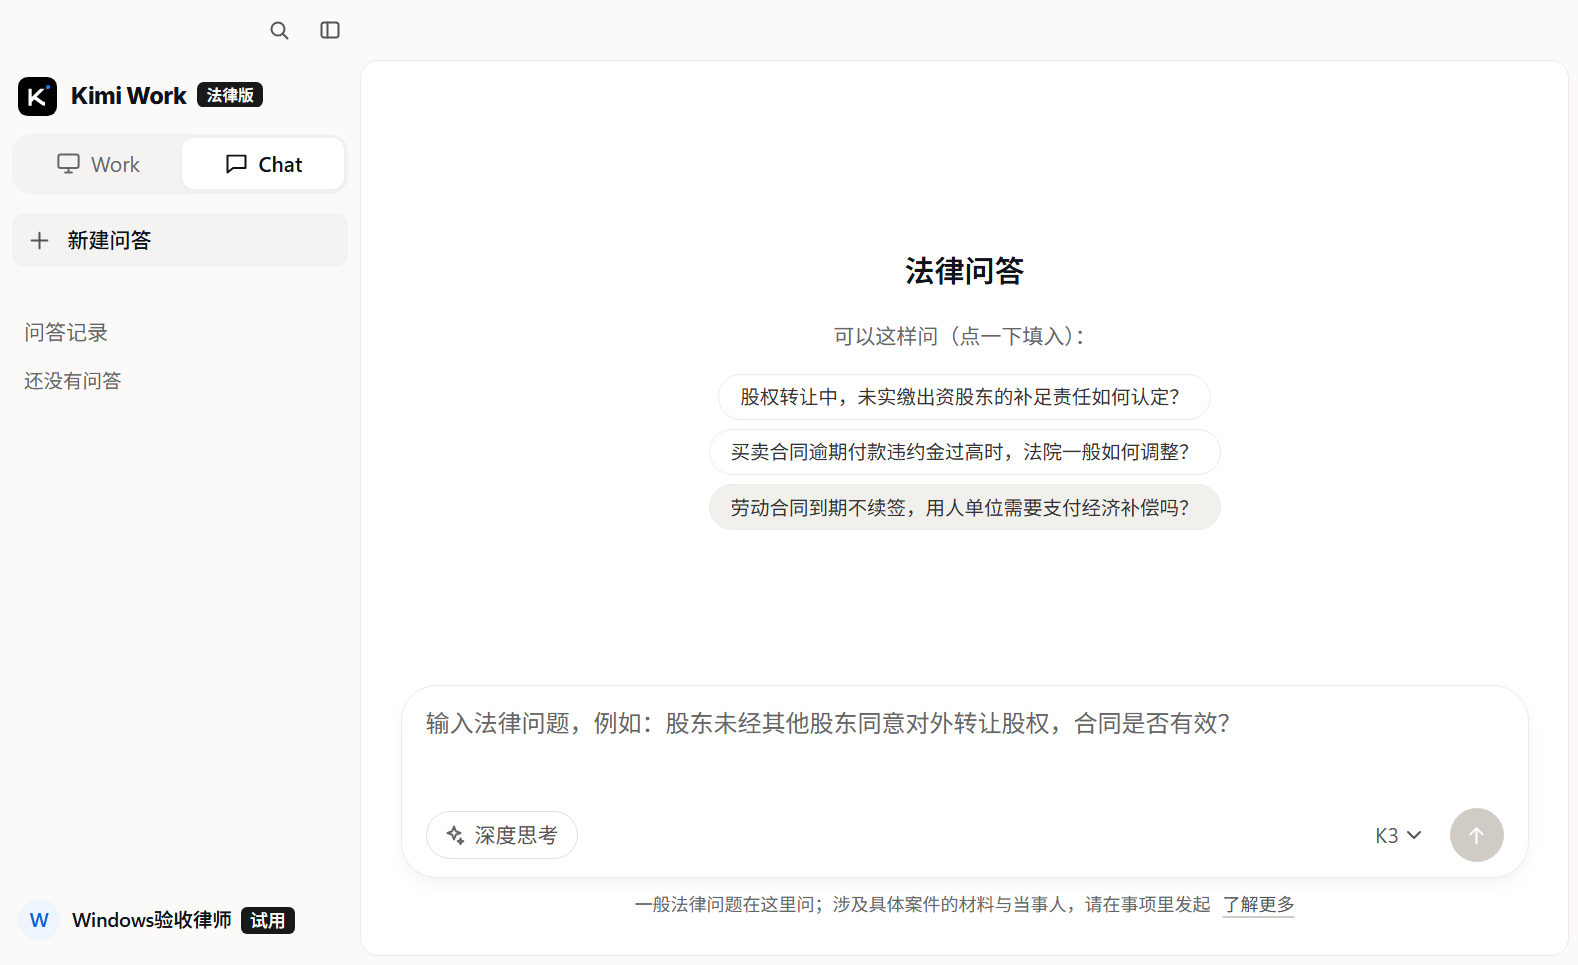 Kimi Work 法律版
Work
Chat
新建问答
问答记录
还没有问答
法律问答
可以这样问（点一下填入）：
股权转让中，未实缴出资股东的补足责任如何认定？
买卖合同逾期付款违约金过高时，法院一般如何调整？
劳动合同到期不续签，用人单位需要支付经济补偿吗？
输入法律问题，例如：股东未经其他股东同意对外转让股权，合同是否有效？
深度思考
K3
一般法律问题在这里问；涉及具体案件的材料与当事人，请在事项里发起 了解更多
W Windows验收律师 试用